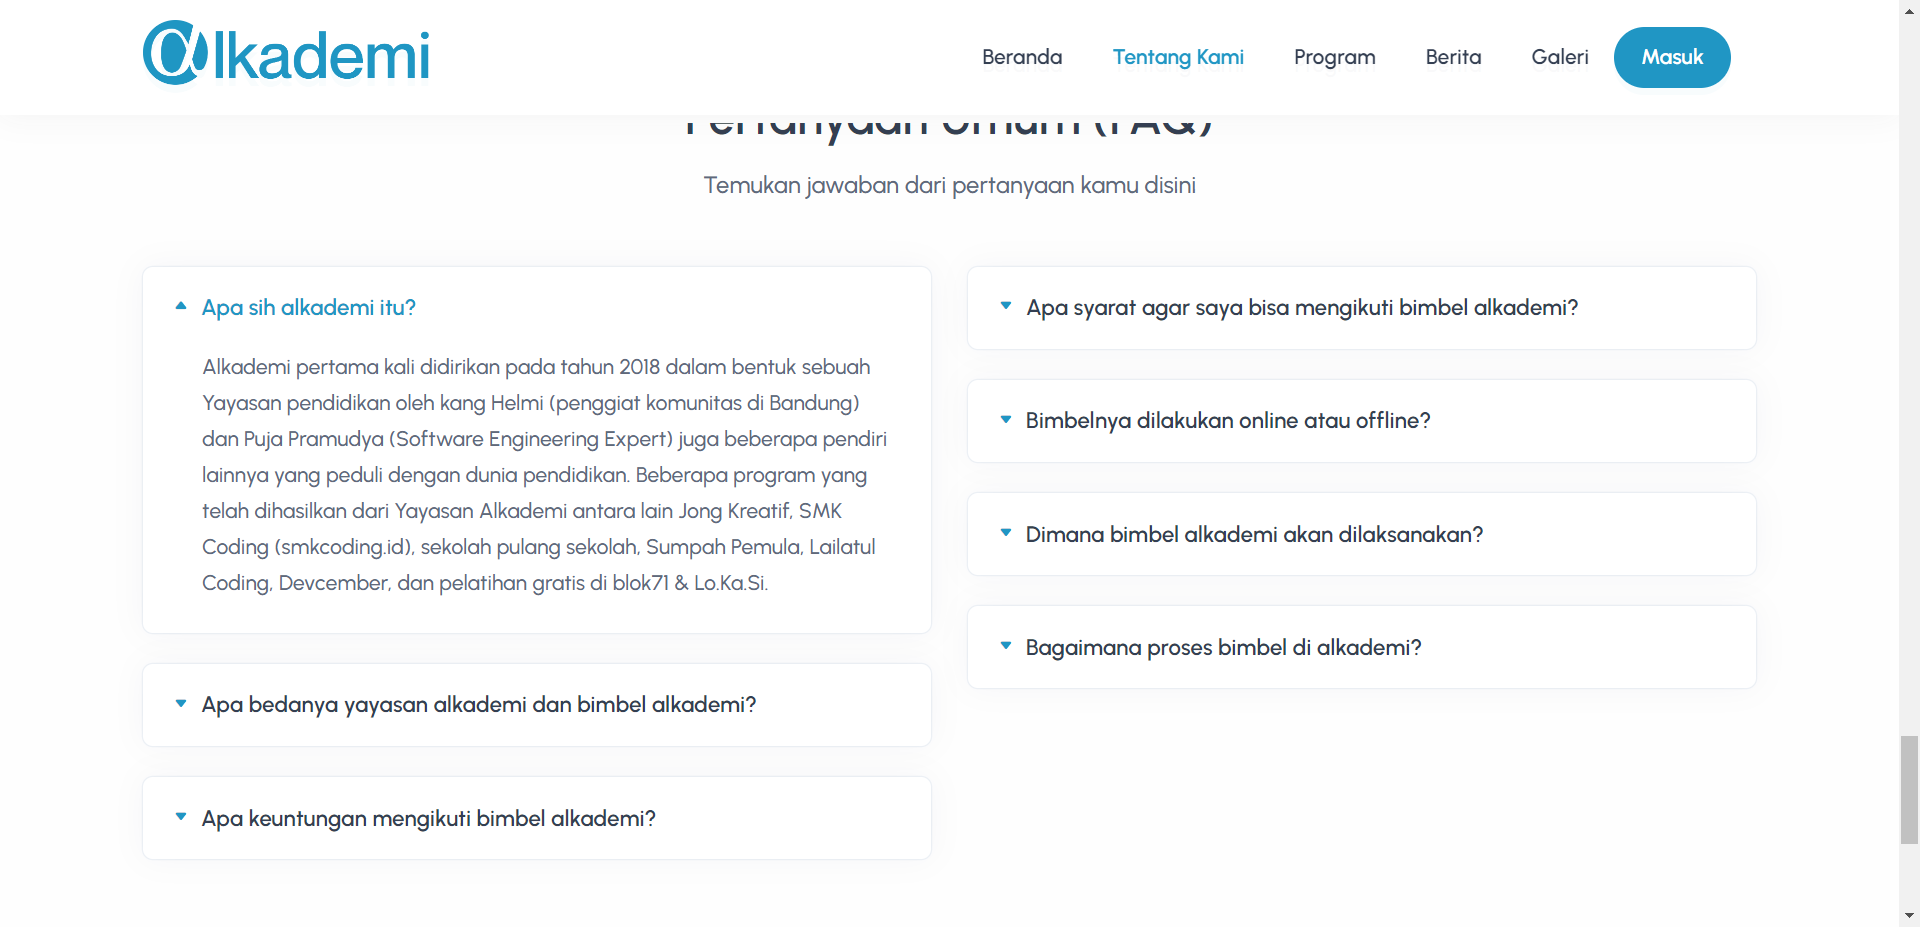 @lkademi
Beranda
Tentang Kami
Program
Berita
Galeri
Masuk
Pertanyaan Umum (FAQ)
Temukan jawaban dari pertanyaan kamu disini
Apa sih alkademi itu?
Alkademi pertama kali didirikan pada tahun 2018 dalam bentuk sebuah
Yayasan pendidikan oleh kang Helmi (penggiat komunitas di Bandung)
dan Puja Pramudya (Software Engineering Expert) juga beberapa pendiri
lainnya yang peduli dengan dunia pendidikan. Beberapa program yang
telah dihasilkan dari Yayasan Alkademi antara lain Jong Kreatif, SMK
Coding (smkcoding.id), sekolah pulang sekolah, Sumpah Pemula, Lailatul
Coding, Devcember, dan pelatihan gratis di blok71 & Lo.Ka.Si.
Apa bedanya yayasan alkademi dan bimbel alkademi?
Apa keuntungan mengikuti bimbel alkademi?
Apa syarat agar saya bisa mengikuti bimbel alkademi?
Bimbelnya dilakukan online atau offline?
Dimana bimbel alkademi akan dilaksanakan?
Bagaimana proses bimbel di alkademi?